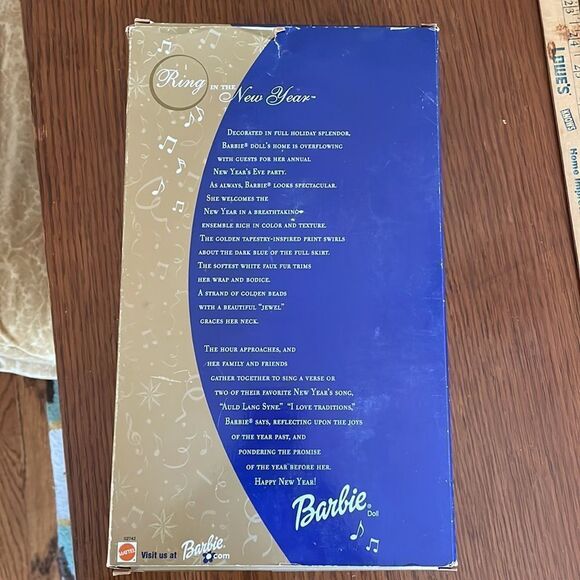 Ring IN THE
New Year™
DECORATED IN FULL HOLIDAY SPLENDOR,
BARBIE® DOLL'S HOME IS OVERFLOWING
WITH GUESTS FOR HER ANNUAL
NEW YEAR'S EVE PARTY.
AS ALWAYS, BARBIE® LOOKS SPECTACULAR.
SHE WELCOMES THE
NEW YEAR IN A BREATHTAKING
ENSEMBLE RICH IN COLOR AND TEXTURE.
THE GOLDEN TAPESTRY-INSPIRED PRINT SWIRLS
ABOUT THE DARK BLUE OF THE FULL SKIRT.
THE SOFTEST WHITE FAUX FUR TRIMS
HER WRAP AND BODICE.
A STRAND OF GOLDEN BEADS
WITH A BEAUTIFUL "JEWEL"
GRACES HER NECK.
THE HOUR APPROACHES, AND
HER FAMILY AND FRIENDS
GATHER TOGETHER TO SING A VERSE OR
TWO OF THEIR FAVORITE NEW YEAR'S SONG,
"AULD LANG SYNE." "I LOVE TRADITIONS,"
BARBIE® SAYS, REFLECTING UPON THE JOYS
OF THE YEAR PAST, AND
PONDERING THE PROMISE
OF THE YEAR BEFORE HER.
HAPPY NEW YEAR!
Barbie®
Doll
MATTEL
Visit us at Barbie.com
LOWE'S
KNOWS